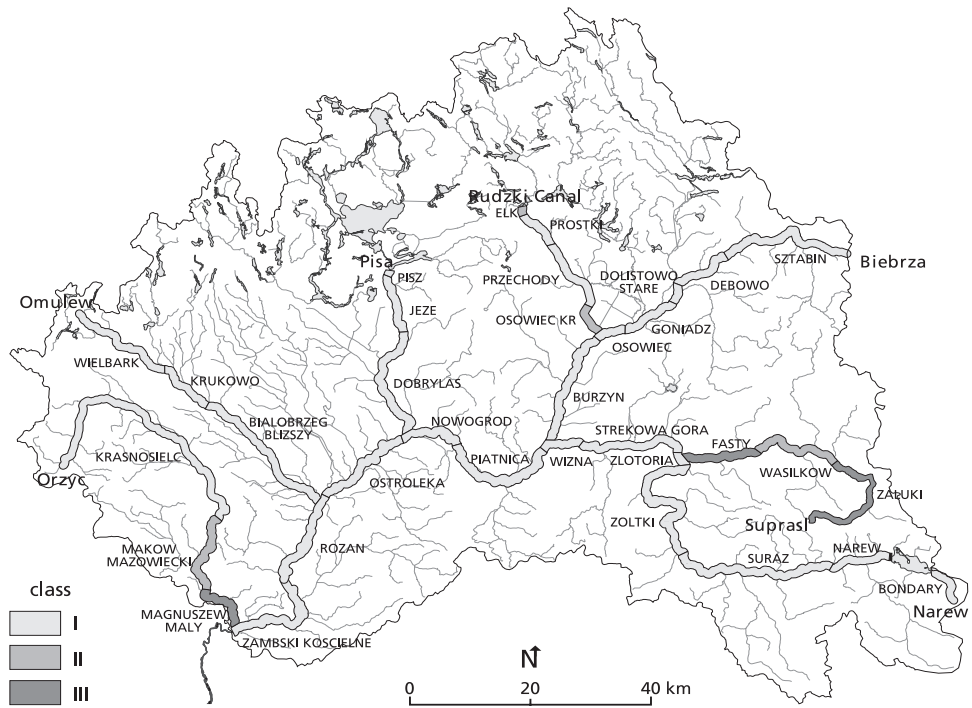 Rudzki Canal
ELK
PROSTKI
Pisa
PISZ
PRZECHODY
DOLISTOWO
STARE
SZTABIN
Biebrza
DEBOWO
Omulew
JEZE
OSOWIEC KR
GONIADZ
OSOWIEC
WIELBARK
KRUKOWO
DOBRYLAS
BURZYN
BIALOBRZEG
BLIZSZY
NOWOGROD
STREKOWA GORA
FASTY
KRASNOSIELC
PIATNICA
WIZNA
ZLOTORIA
WASILKOW
Orzyc
OSTROLEKA
ZALUKI
ZOLTKI
Suprasl
MAKOW
MAZOWIECKI
ROZAN
SURAZ
NAREW
BONDARY
Narew
class
I
II
III
MAGNUSZEW
MALY
ZAMBSKI KOSCIELNE
N
0 20 40 km